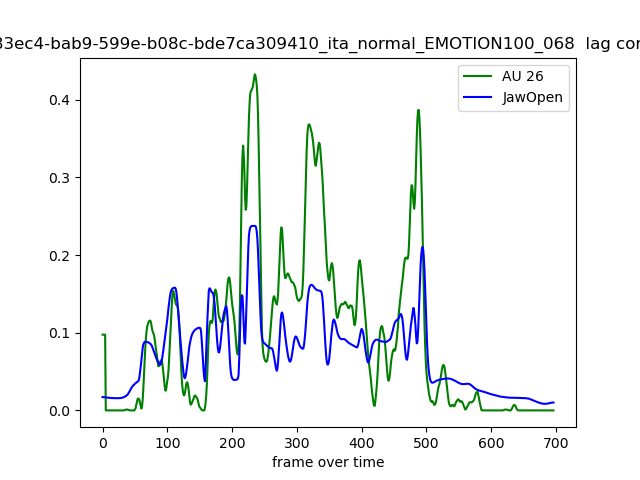 33ec4-bab9-599e-b08c-bde7ca309410_ita_normal_EMOTION100_068 lag cor
AU 26
JawOpen
0.4
0.3
0.2
0.1
0.0
0 100 200 300 400 500 600 700
frame over time